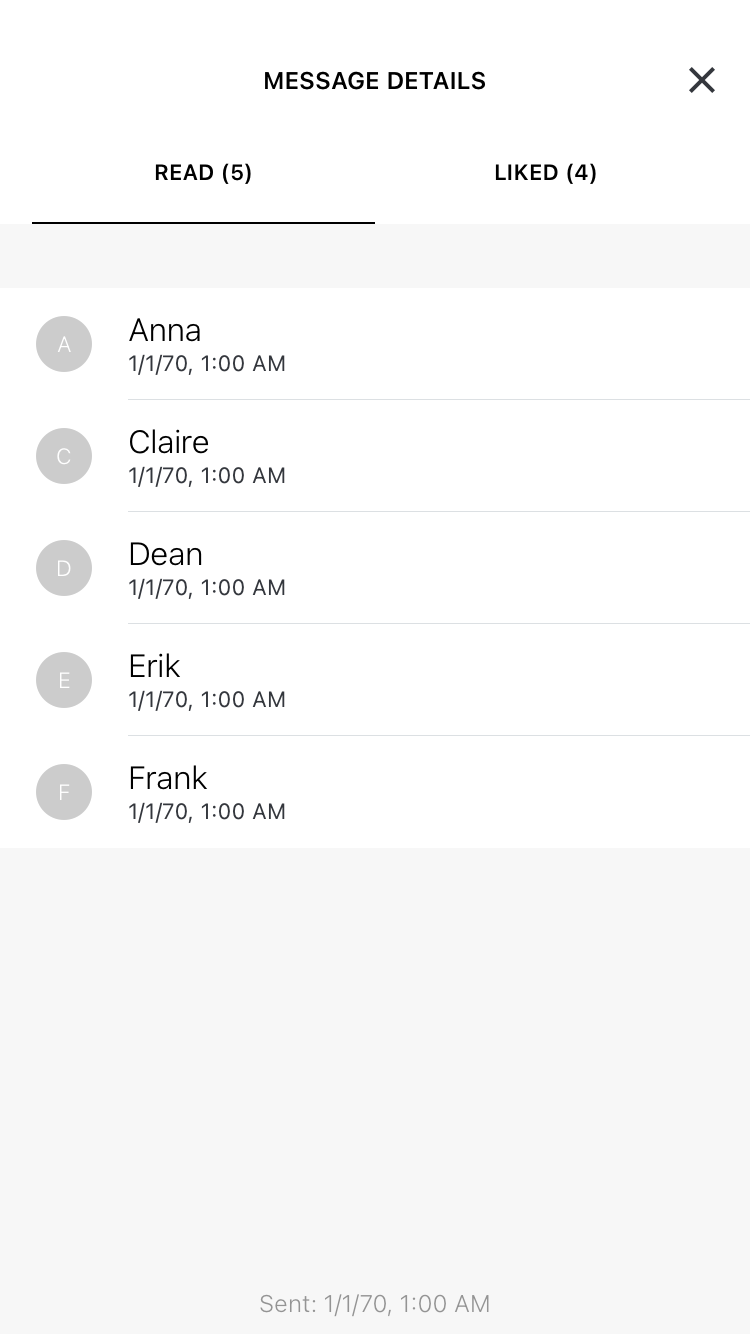 MESSAGE DETAILS
READ (5) LIKED (4)
A
Anna
1/1/70, 1:00 AM
C
Claire
1/1/70, 1:00 AM
D
Dean
1/1/70, 1:00 AM
E
Erik
1/1/70, 1:00 AM
F
Frank
1/1/70, 1:00 AM
Sent: 1/1/70, 1:00 AM